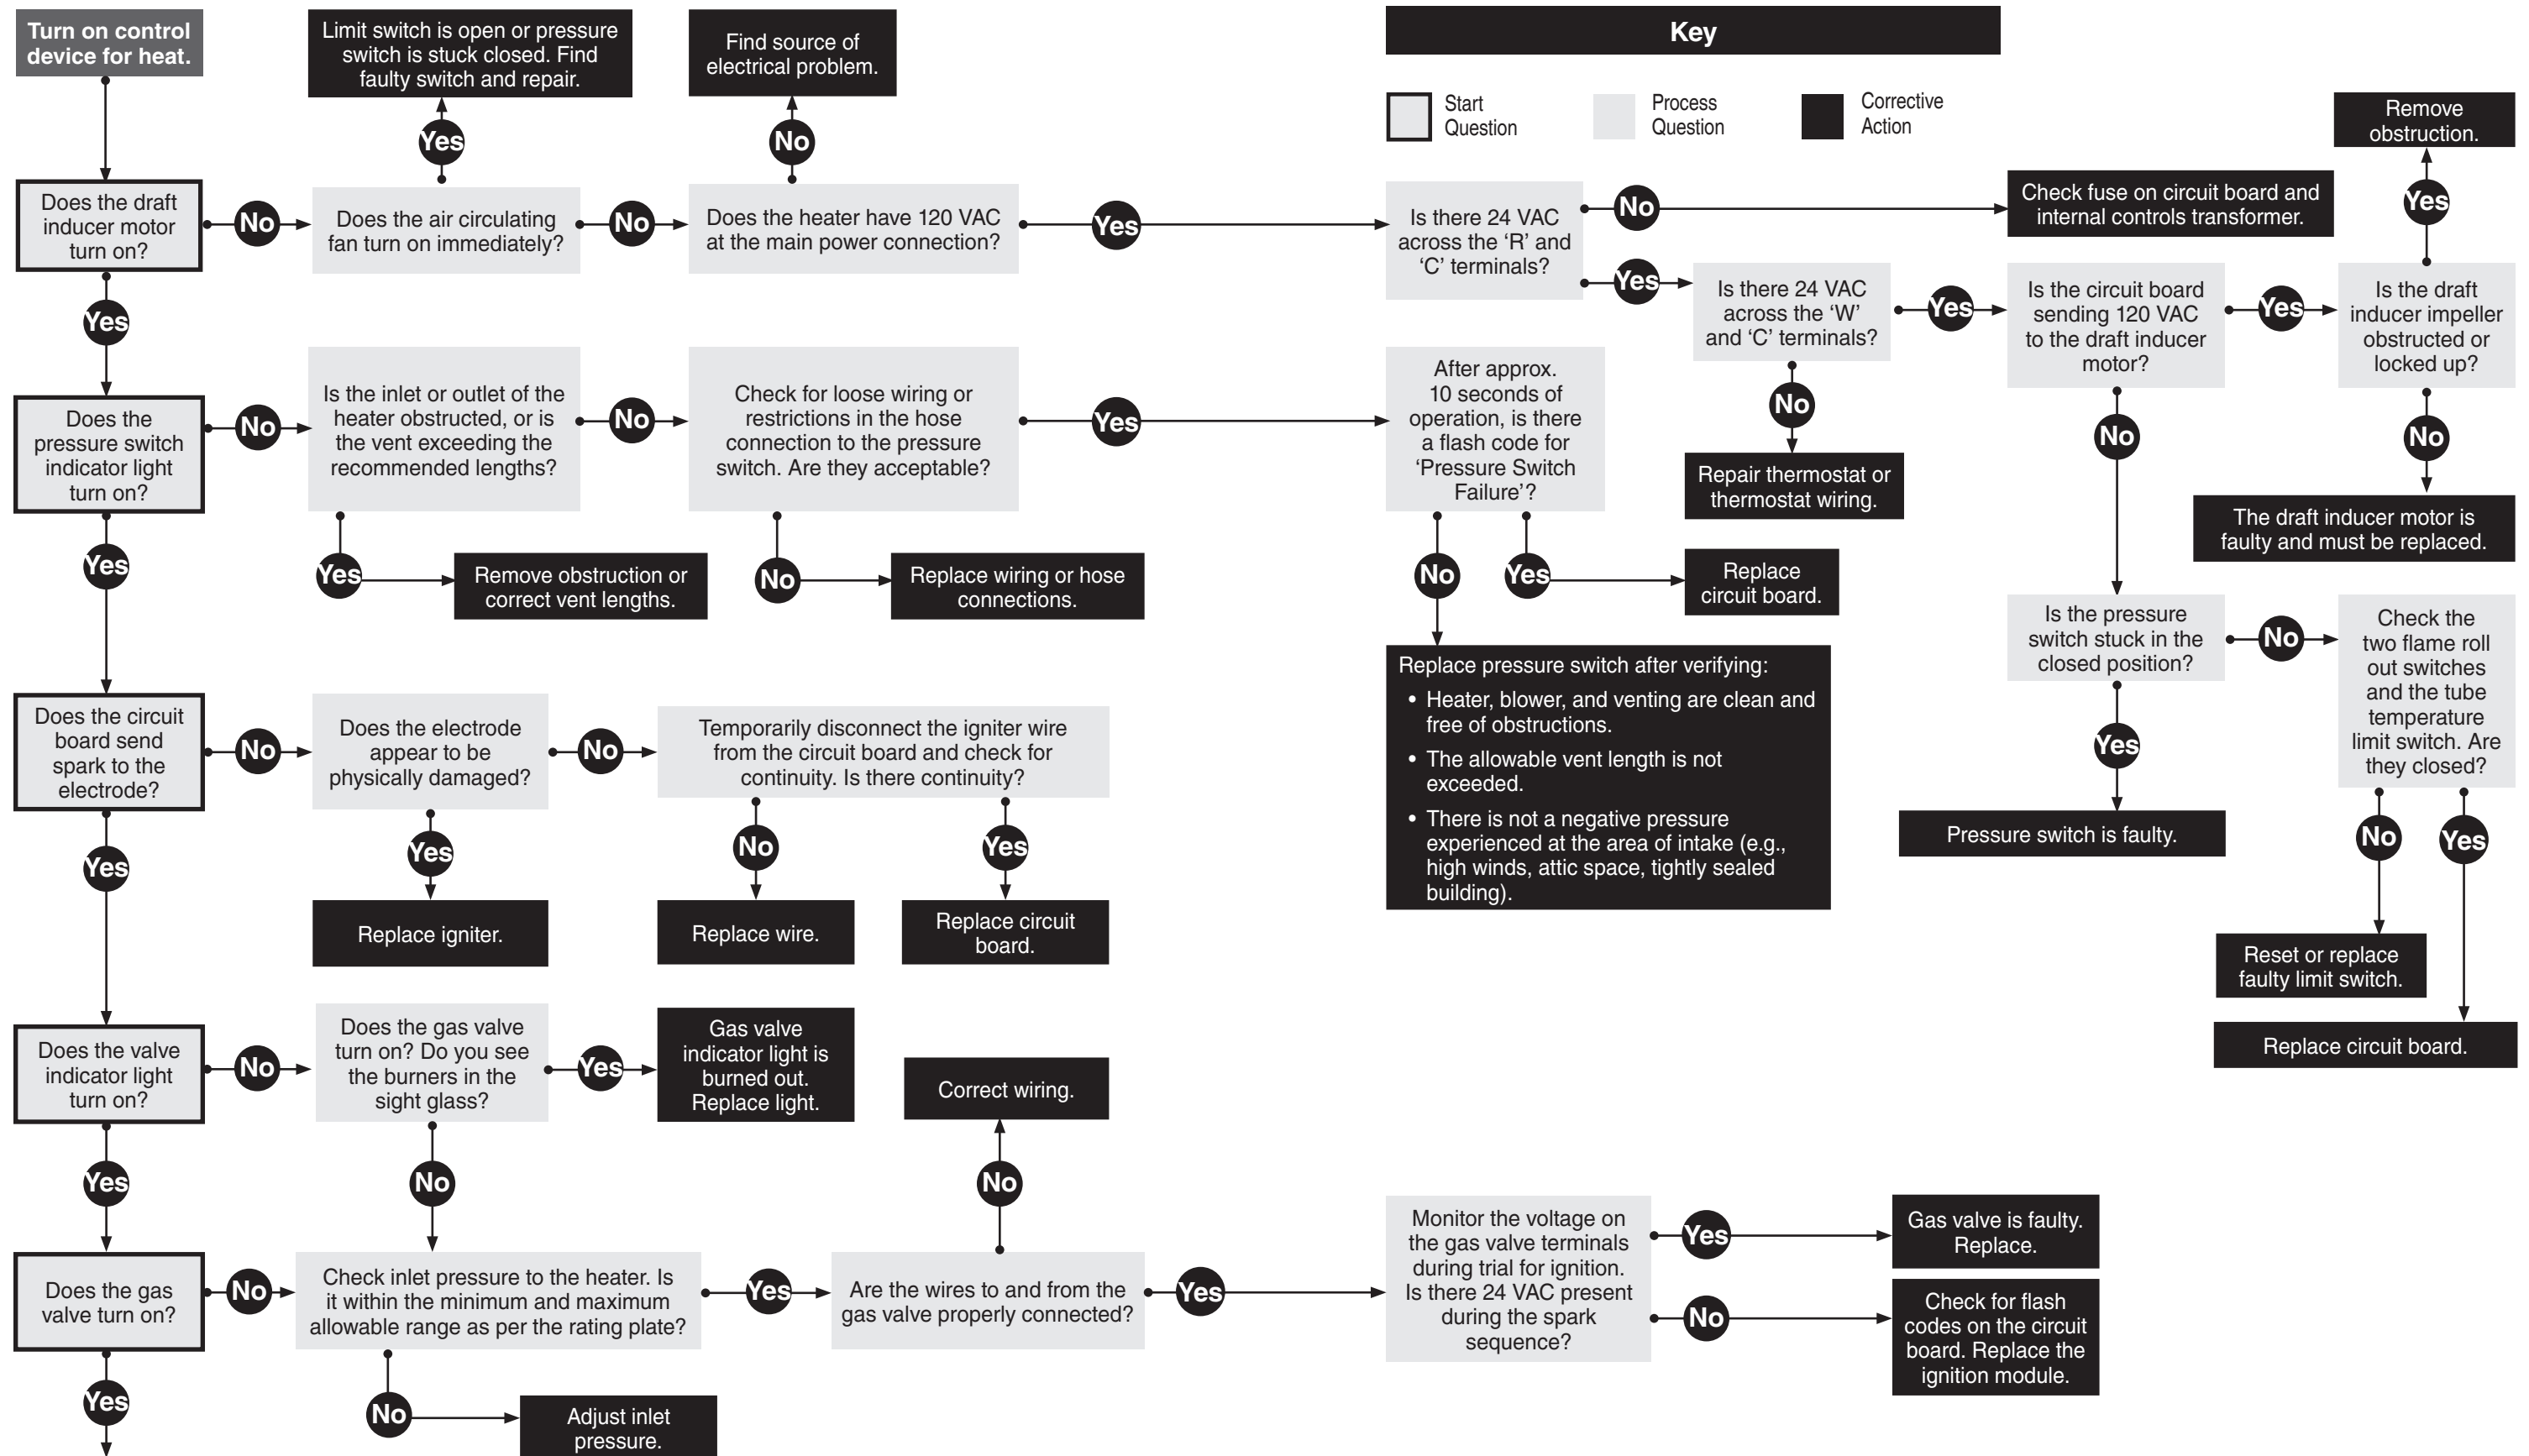 Turn on control
device for heat.
Limit switch is open or pressure
switch is stuck closed. Find
faulty switch and repair.
Find source of
electrical problem.
Key
Start
Question
Process
Question
Corrective
Action
Remove
obstruction.
Yes
No
Yes
Does the draft
inducer motor
turn on?
No
Does the air circulating
fan turn on immediately?
No
Does the heater have 120 VAC
at the main power connection?
Yes
Is there 24 VAC
across the ‘R’ and
‘C’ terminals?
No
Check fuse on circuit board and
internal controls transformer.
Yes
Is there 24 VAC
across the ‘W’
and ‘C’ terminals?
Yes
Is the circuit board
sending 120 VAC
to the draft inducer
motor?
Yes
Is the draft
inducer impeller
obstructed or
locked up?
Yes
No
Repair thermostat or
thermostat wiring.
No
No
The draft inducer motor is
faulty and must be replaced.
Does the
pressure switch
indicator light
turn on?
No
Is the inlet or outlet of the
heater obstructed, or is
the vent exceeding the
recommended lengths?
No
Check for loose wiring or
restrictions in the hose
connection to the pressure
switch. Are they acceptable?
Yes
After approx.
10 seconds of
operation, is there
a flash code for
‘Pressure Switch
Failure’?
Yes
Yes
Remove obstruction or
correct vent lengths.
No
Replace wiring or hose
connections.
No
Yes
Replace
circuit board.
Is the pressure
switch stuck in the
closed position?
No
Check the
two flame roll
out switches
and the tube
temperature
limit switch. Are
they closed?
Replace pressure switch after verifying:
• Heater, blower, and venting are clean and
free of obstructions.
• The allowable vent length is not
exceeded.
• There is not a negative pressure
experienced at the area of intake (e.g.,
high winds, attic space, tightly sealed
building).
Yes
Pressure switch is faulty.
No
Yes
Reset or replace
faulty limit switch.
Replace circuit board.
Does the circuit
board send
spark to the
electrode?
No
Does the electrode
appear to be
physically damaged?
No
Temporarily disconnect the igniter wire
from the circuit board and check for
continuity. Is there continuity?
Yes
Yes
No
Yes
Replace igniter.
Replace wire.
Replace circuit
board.
Does the valve
indicator light
turn on?
No
Does the gas valve
turn on? Do you see
the burners in the
sight glass?
Yes
Gas valve
indicator light is
burned out.
Replace light.
Correct wiring.
Yes
No
No
Does the gas
valve turn on?
No
Check inlet pressure to the heater. Is
it within the minimum and maximum
allowable range as per the rating plate?
Yes
Are the wires to and from the
gas valve properly connected?
Yes
Monitor the voltage on
the gas valve terminals
during trial for ignition.
Is there 24 VAC present
during the spark
sequence?
Yes
Gas valve is faulty.
Replace.
No
Check for flash
codes on the circuit
board. Replace the
ignition module.
Yes
No
Adjust inlet
pressure.